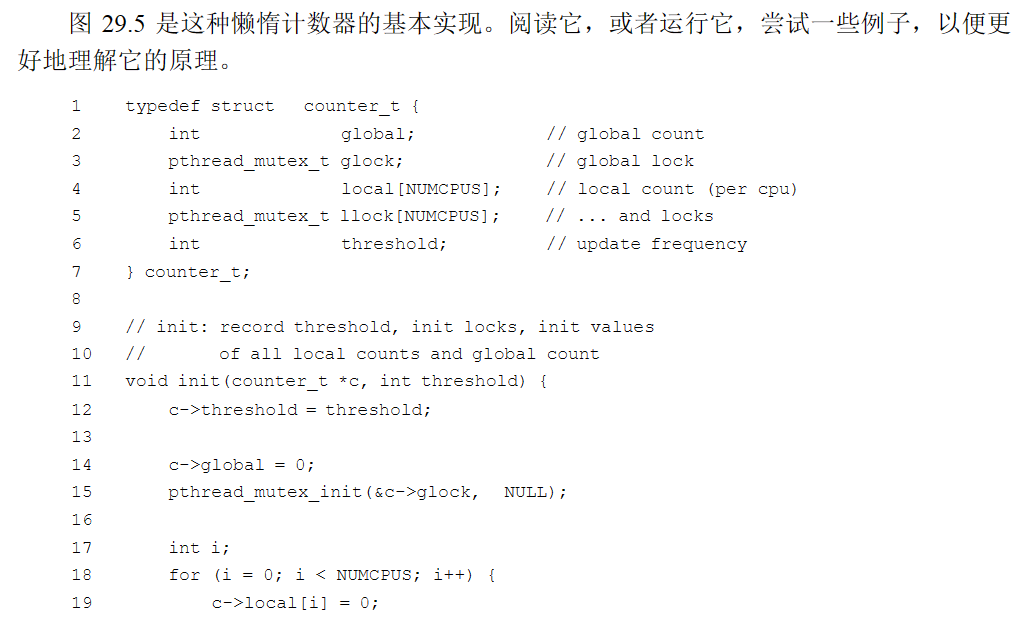 图 29.5 是这种懒惰计数器的基本实现。阅读它，或者运行它，尝试一些例子，以便更
好地理解它的原理。
1 typedef struct counter_t {
2 int global; // global count
3 pthread_mutex_t glock; // global lock
4 int local[NUMCPUS]; // local count (per cpu)
5 pthread_mutex_t llock[NUMCPUS]; // ... and locks
6 int threshold; // update frequency
7 } counter_t;
8
9 // init: record threshold, init locks, init values
10 // of all local counts and global count
11 void init(counter_t *c, int threshold) {
12 c->threshold = threshold;
13
14 c->global = 0;
15 pthread_mutex_init(&c->glock, NULL);
16
17 int i;
18 for (i = 0; i < NUMCPUS; i++) {
19 c->local[i] = 0;